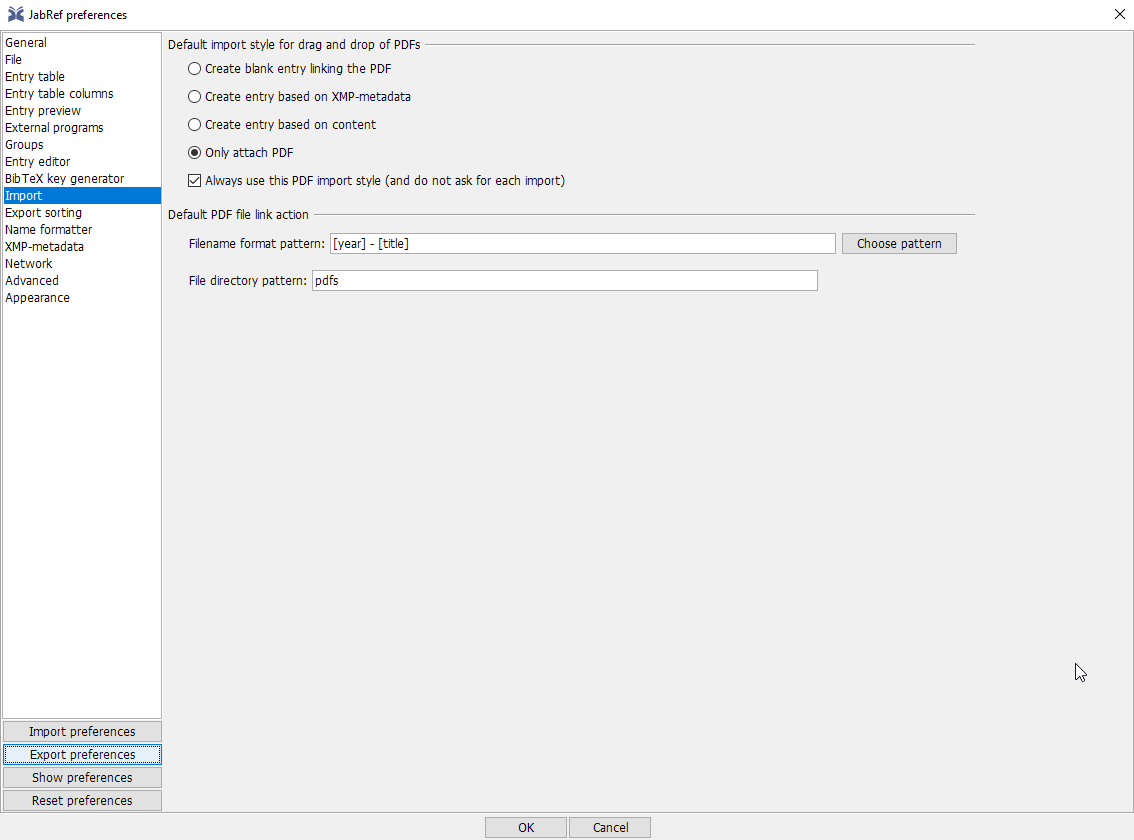 JabRef preferences
General
File
Entry table
Entry table columns
Entry preview
External programs
Groups
Entry editor
BibTeX key generator
Import
Export sorting
Name formatter
XMP-metadata
Network
Advanced
Appearance
Import preferences
Export preferences
Show preferences
Reset preferences
Default import style for drag and drop of PDFs
Create blank entry linking the PDF
Create entry based on XMP-metadata
Create entry based on content
Only attach PDF
Always use this PDF import style (and do not ask for each import)
Default PDF file link action
Filename format pattern: [year] - [title] Choose pattern
File directory pattern: pdfs
OK Cancel